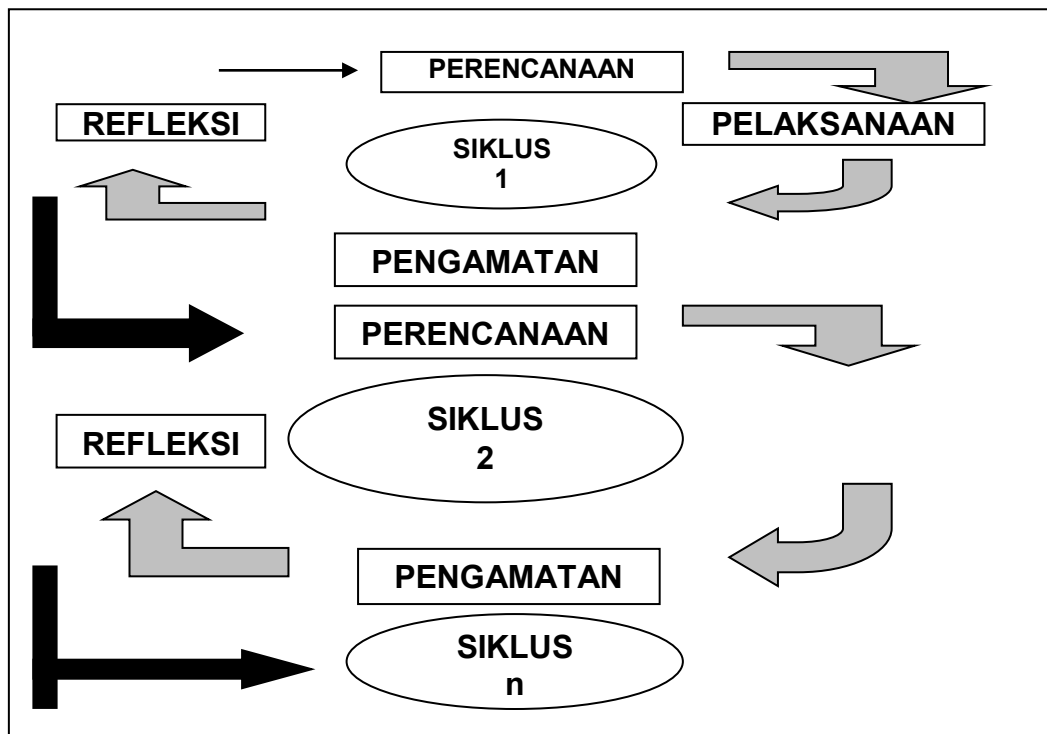 PERENCANAAN
REFLEKSI
PELAKSANAAN
SIKLUS
1
PENGAMATAN
PERENCANAAN
REFLEKSI
SIKLUS
2
PENGAMATAN
SIKLUS
n